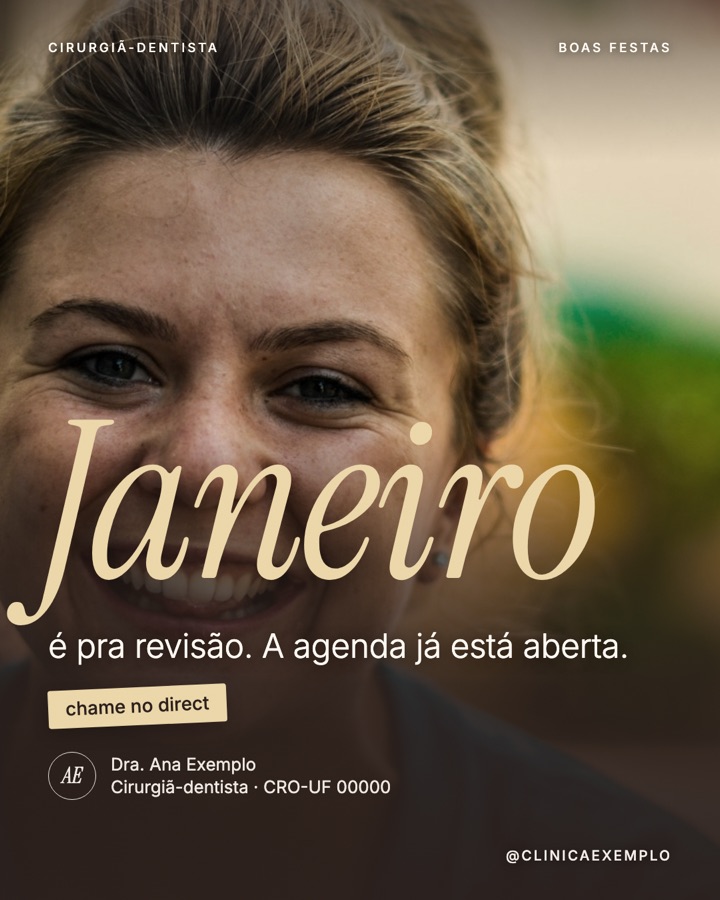 CIRURGIÃ-DENTISTA
BOAS FESTAS
Janeiro
é pra revisão. A agenda já está aberta.
chame no direct
AE
Dra. Ana Exemplo
Cirurgiã-dentista · CRO-UF 00000
@CLINICAEXEMPLO